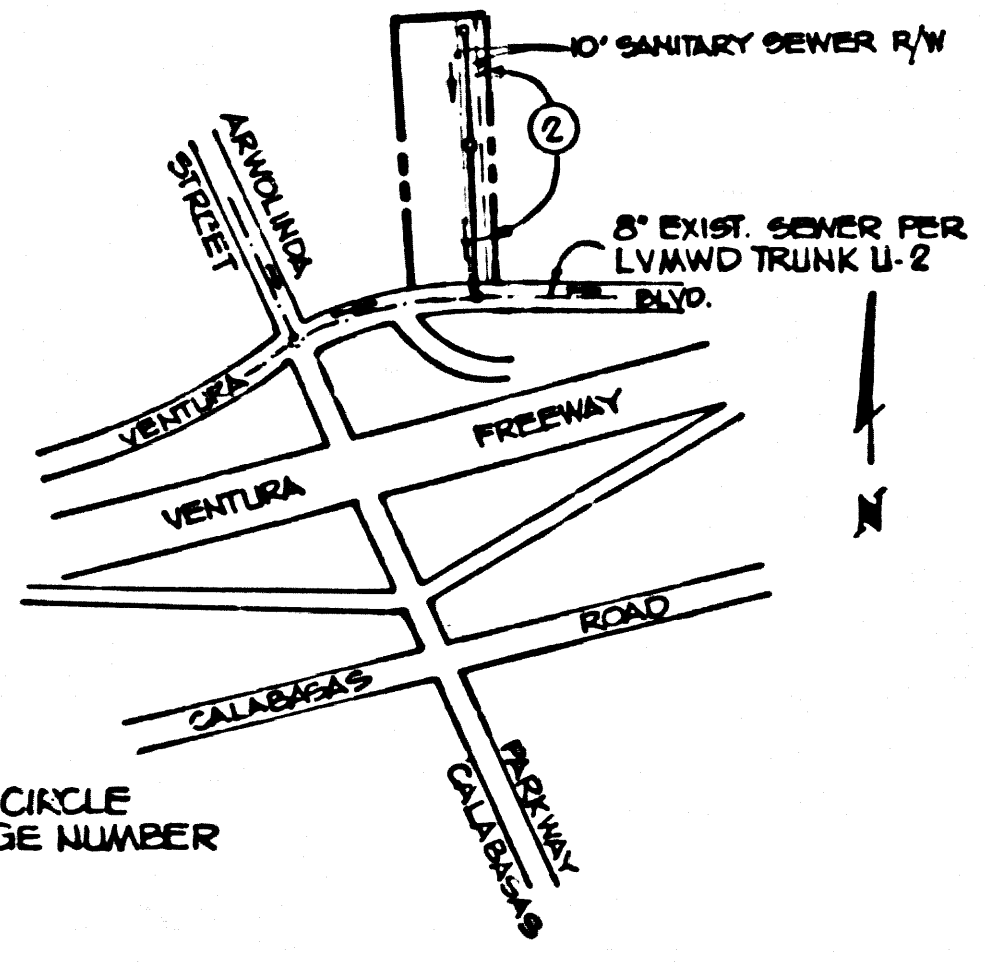 10' SANITARY SEWER R/W
2
ARWOLINDA
STREET
8" EXIST. SEWER PER
LVMWD TRUNK U-2
BLVD.
VENTURA
FREEWAY
VENTURA
N
ROAD
CALABASAS
PARKWAY
CALABASAS
CIRCLE
GE NUMBER